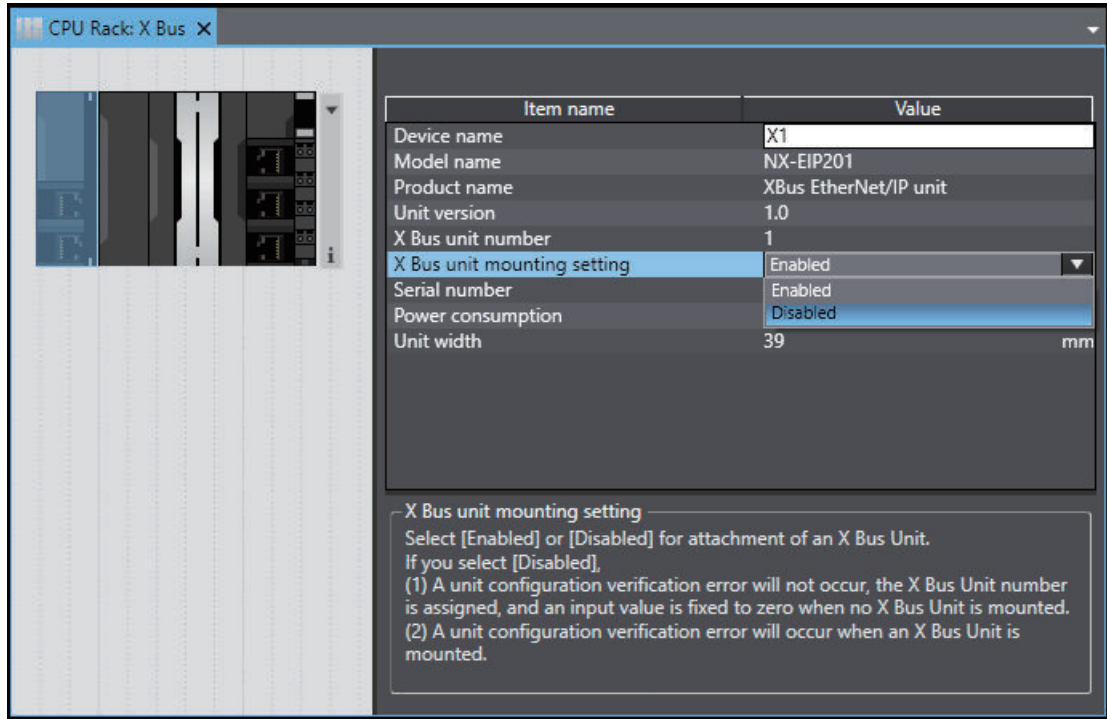 CPU Rack: X Bus
Item name Value
Device name X1
Model name NX-EIP201
Product name XBus EtherNet/IP unit
Unit version 1.0
X Bus unit number 1
X Bus unit mounting setting Enabled
Serial number Enabled
Power consumption Disabled
Unit width 39 mm
X Bus unit mounting setting
Select [Enabled] or [Disabled] for attachment of an X Bus Unit.
If you select [Disabled],
(1) A unit configuration verification error will not occur, the X Bus Unit number
is assigned, and an input value is fixed to zero when no X Bus Unit is mounted.
(2) A unit configuration verification error will occur when an X Bus Unit is
mounted.